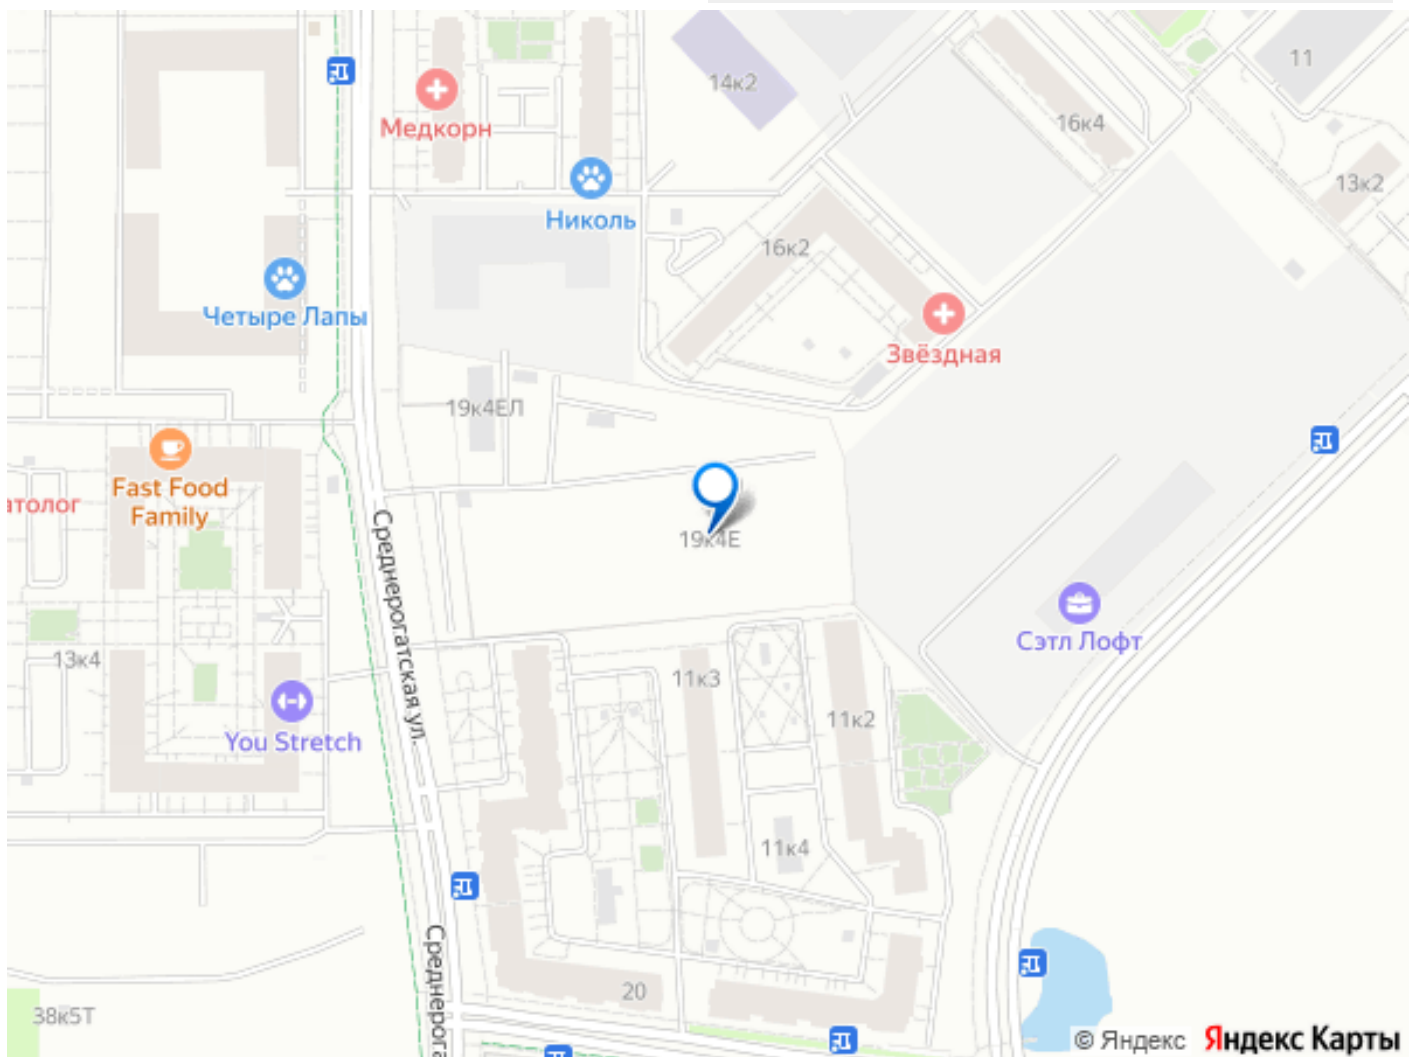 11
14к2
16к4
Медкорн
13к2
Николь
16к2
Четыре Лапы
Звёздная
19к4ЕЛ
Fast Food
Family
атолог
19к4Е
Среднерогатская ул.
Сэтл Лофт
13к4
11к3
11к2
You Stretch
11к4
Среднерога
20
38к5Т
© Яндекс Яндекс Карты